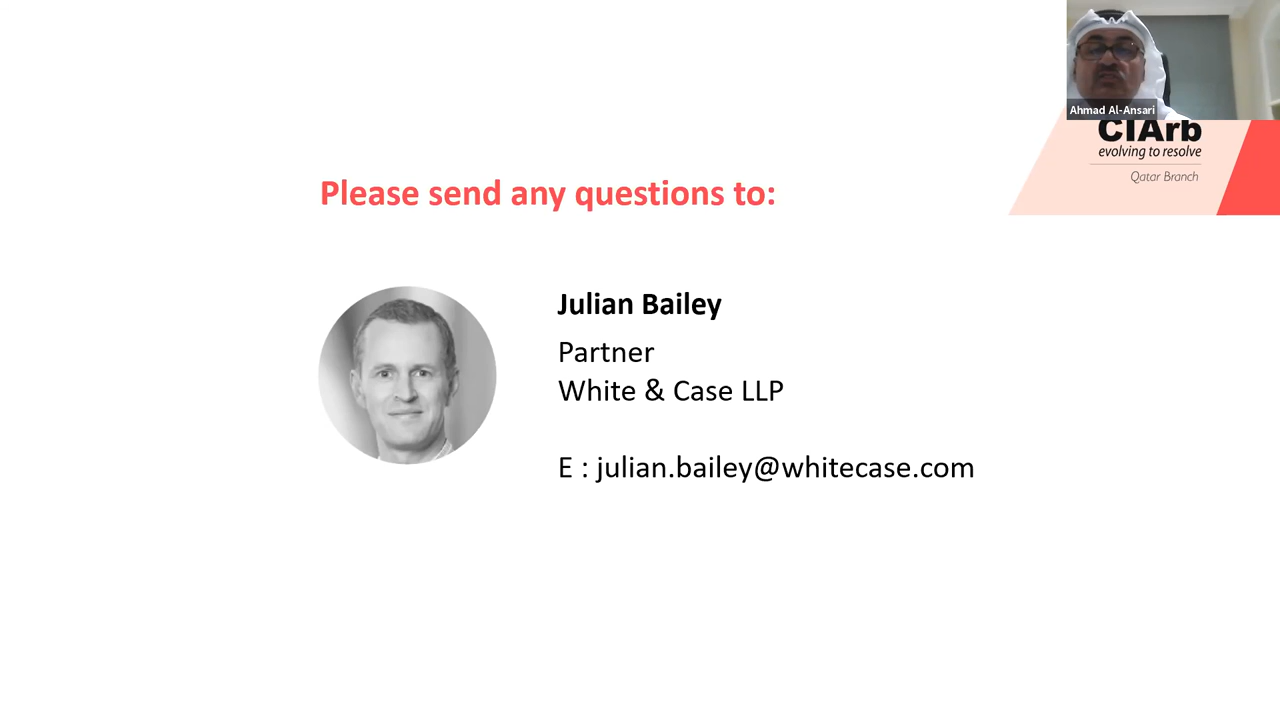 Ahmad Al-Ansari
CIArb
evolving to resolve
Qatar Branch
Please send any questions to:
Julian Bailey
Partner
White & Case LLP
E : julian.bailey@whitecase.com